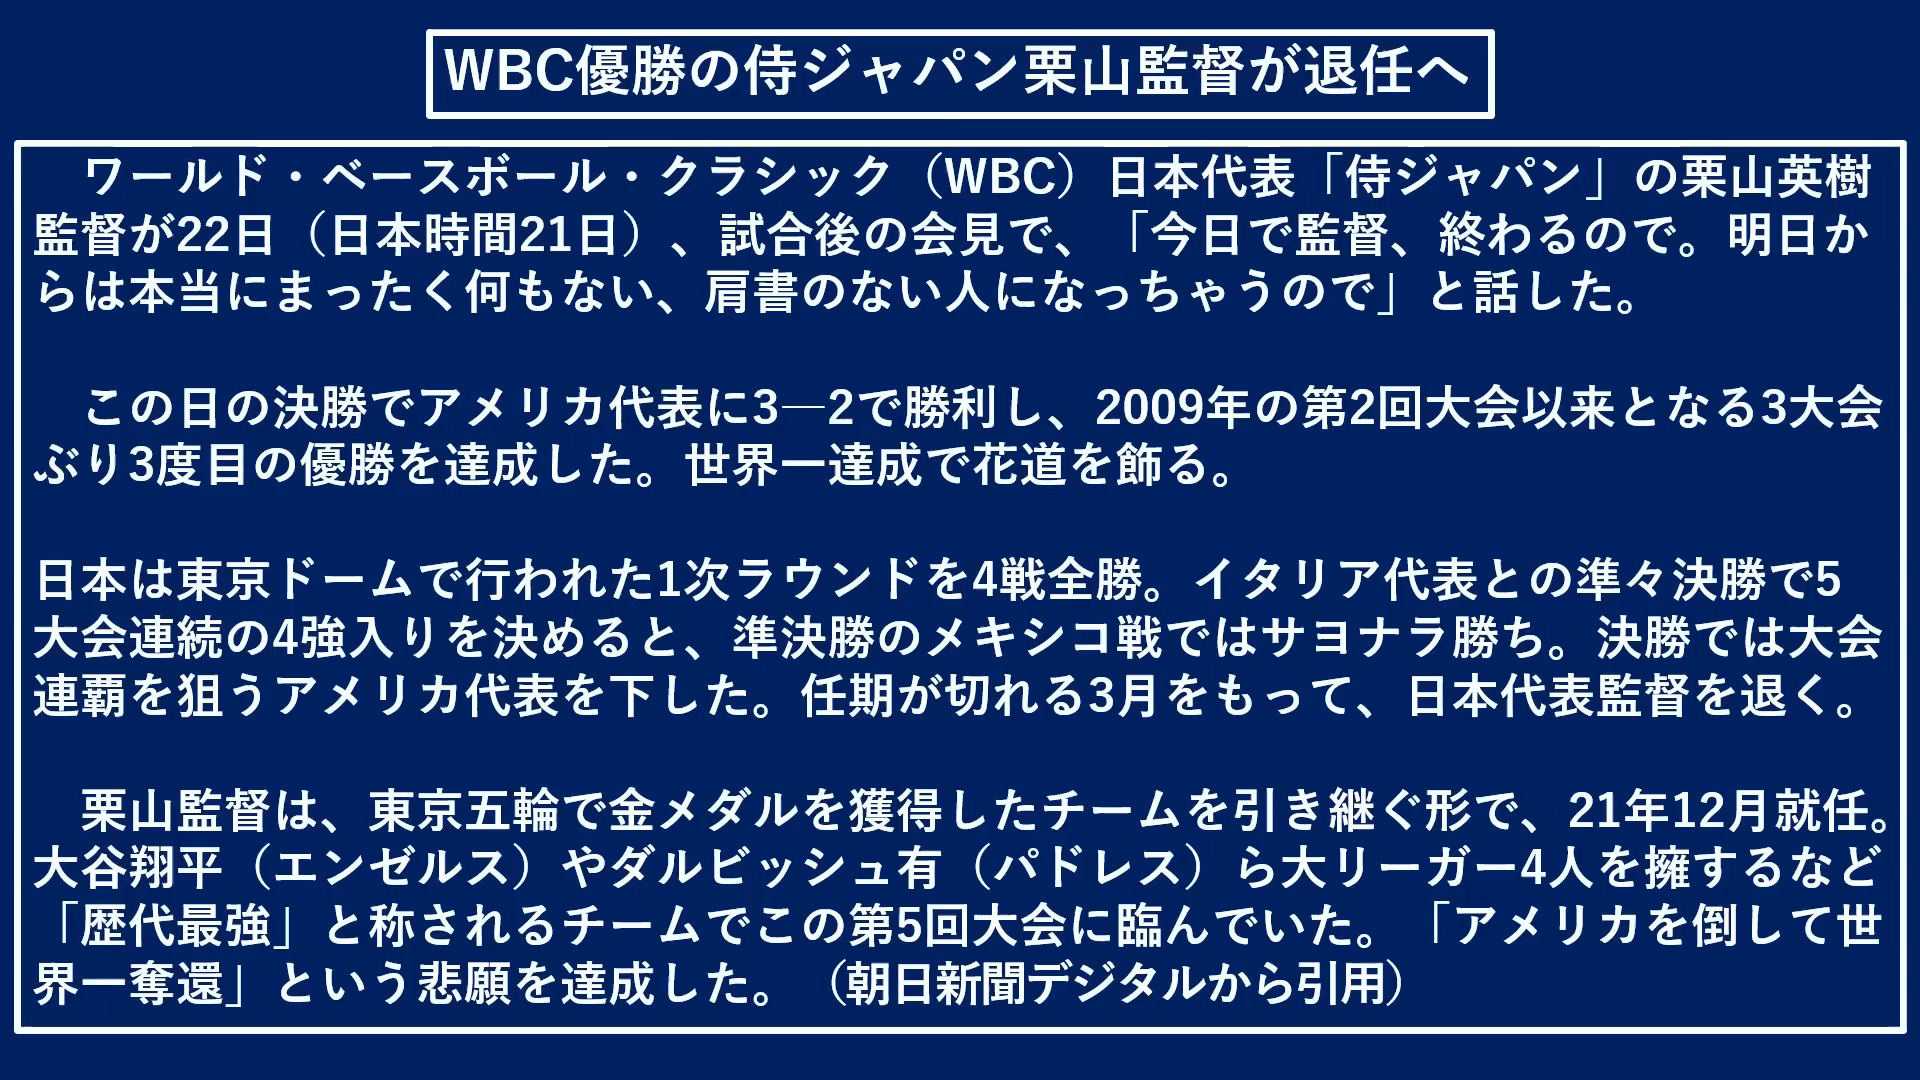 WBC優勝の侍ジャパン栗山監督が退任へ
　ワールド・ベースボール・クラシック（WBC）日本代表「侍ジャパン」の栗山英樹
監督が22日（日本時間21日）、試合後の会見で、「今日で監督、終わるので。明日か
らは本当にまったく何もない、肩書のない人になっちゃうので」と話した。
　この日の決勝でアメリカ代表に3―2で勝利し、2009年の第2回大会以来となる3大会
ぶり3度目の優勝を達成した。世界一達成で花道を飾る。
日本は東京ドームで行われた1次ラウンドを4戦全勝。イタリア代表との準々決勝で5
大会連続の4強入りを決めると、準決勝のメキシコ戦ではサヨナラ勝ち。決勝では大会
連覇を狙うアメリカ代表を下した。任期が切れる3月をもって、日本代表監督を退く。
　栗山監督は、東京五輪で金メダルを獲得したチームを引き継ぐ形で、21年12月就任。
大谷翔平（エンゼルス）やダルビッシュ有（パドレス）ら大リーガー4人を擁するなど
「歴代最強」と称されるチームでこの第5回大会に臨んでいた。「アメリカを倒して世
界一奪還」という悲願を達成した。（朝日新聞デジタルから引用）